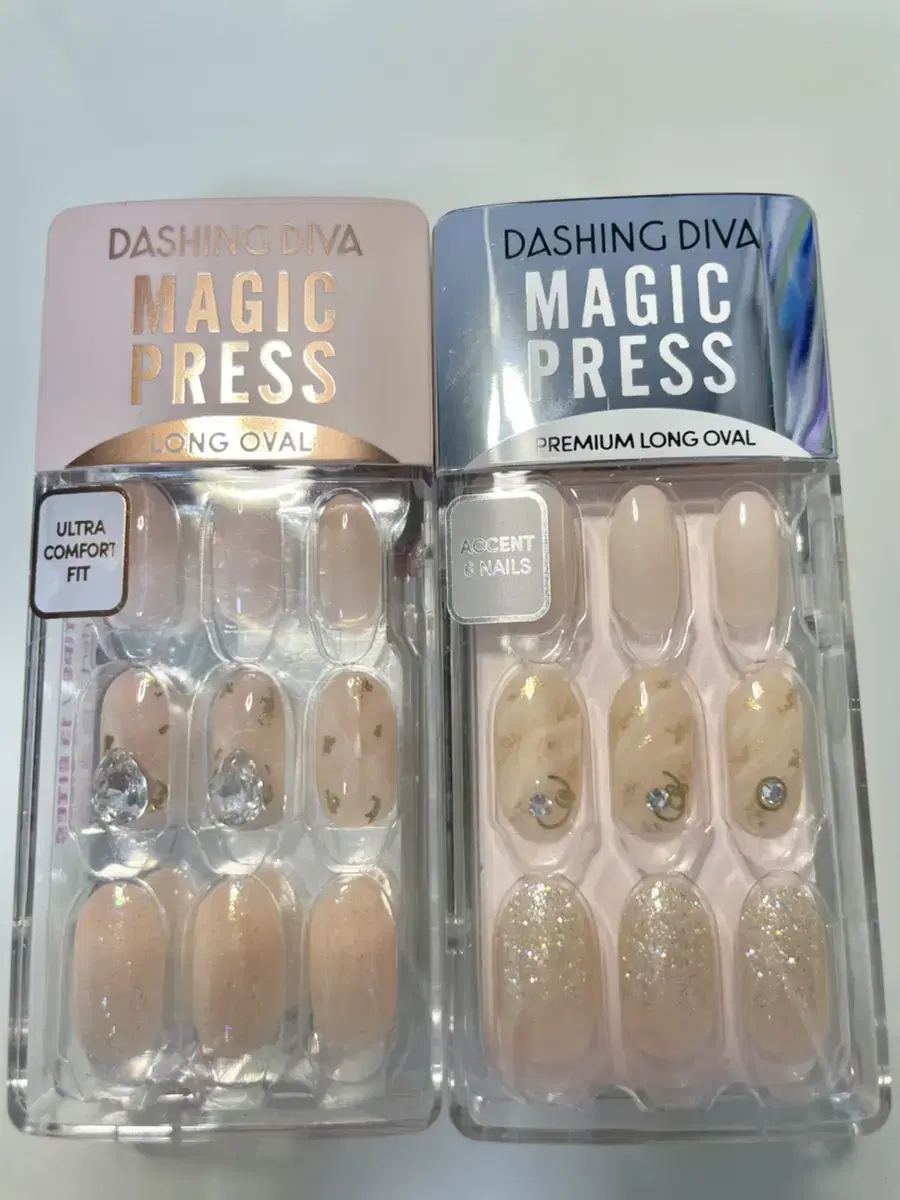 DASHING DIVA
MAGIC
PRESS
LONG OVAL
ULTRA
COMFORT
FIT
DASHING DIVA
MAGIC
PRESS
PREMIUM LONG OVAL
ACCENT
6 NAILS